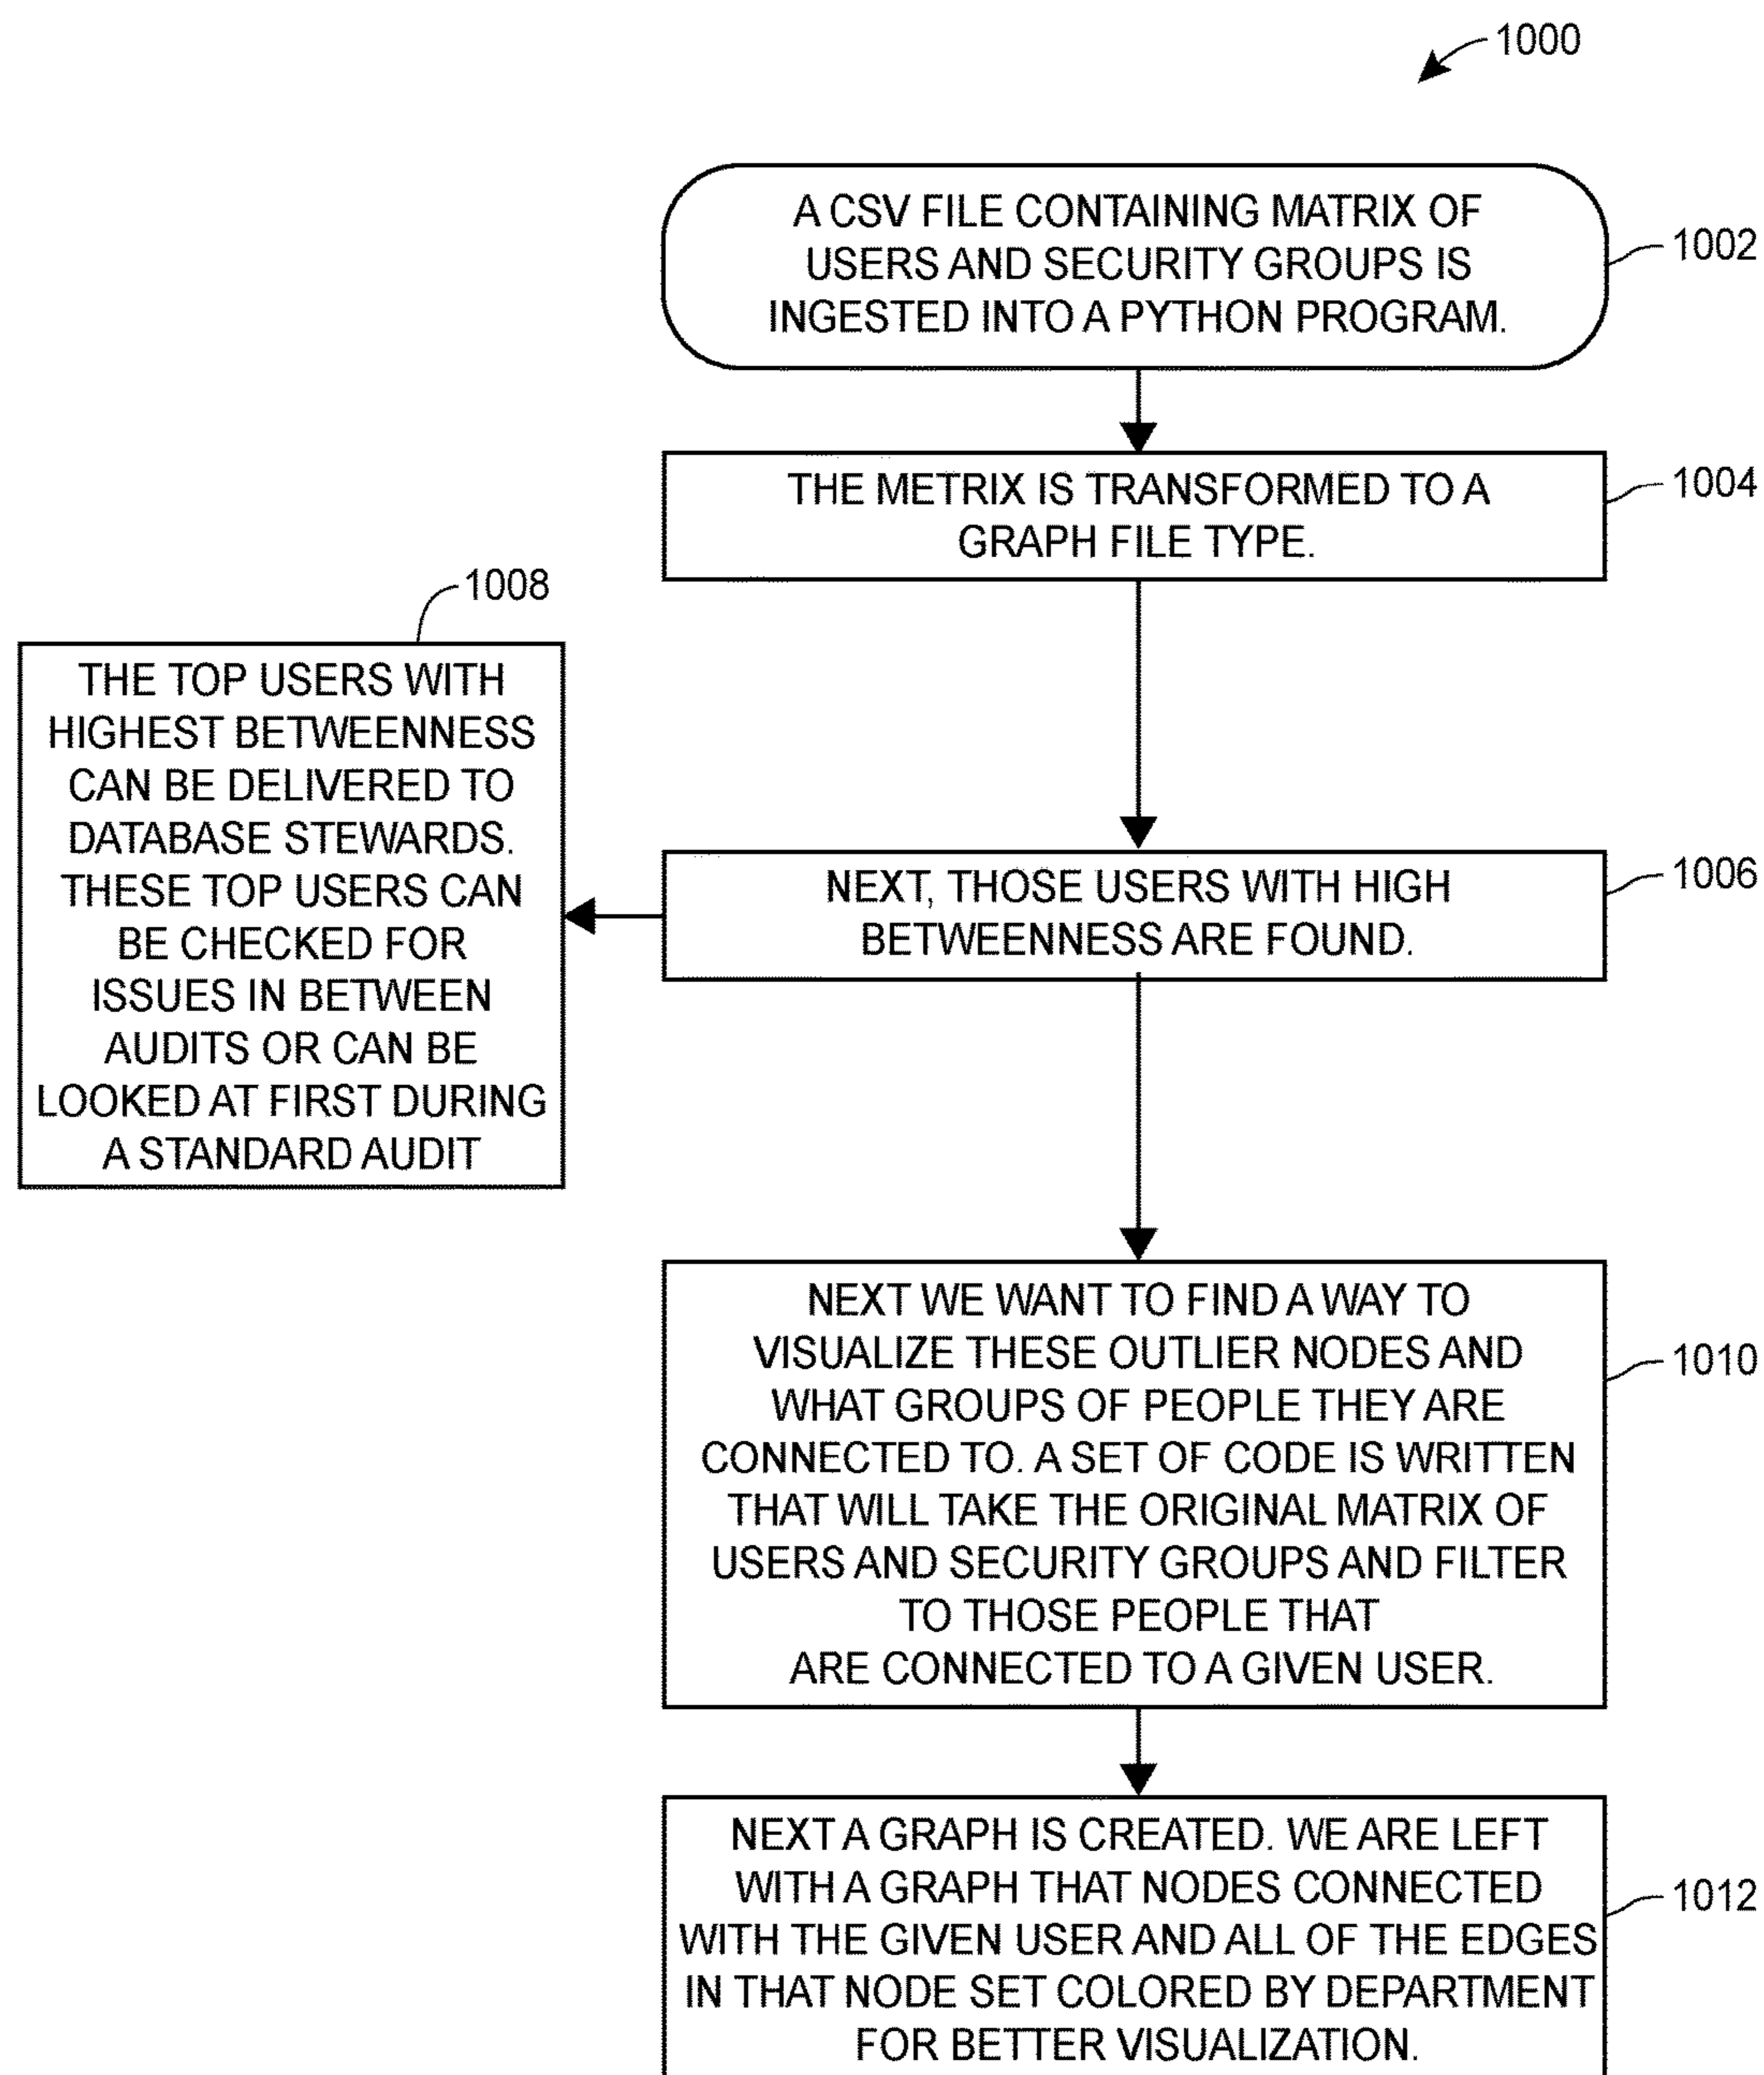 1000
A CSV FILE CONTAINING MATRIX OF
USERS AND SECURITY GROUPS IS
INGESTED INTO A PYTHON PROGRAM.
1002
THE METRIX IS TRANSFORMED TO A
GRAPH FILE TYPE.
1004
NEXT, THOSE USERS WITH HIGH
BETWEENNESS ARE FOUND.
1006
1008
THE TOP USERS WITH
HIGHEST BETWEENNESS
CAN BE DELIVERED TO
DATABASE STEWARDS.
THESE TOP USERS CAN
BE CHECKED FOR
ISSUES IN BETWEEN
AUDITS OR CAN BE
LOOKED AT FIRST DURING
A STANDARD AUDIT
NEXT WE WANT TO FIND A WAY TO
VISUALIZE THESE OUTLIER NODES AND
WHAT GROUPS OF PEOPLE THEY ARE
CONNECTED TO. A SET OF CODE IS WRITTEN
THAT WILL TAKE THE ORIGINAL MATRIX OF
USERS AND SECURITY GROUPS AND FILTER
TO THOSE PEOPLE THAT
ARE CONNECTED TO A GIVEN USER.
1010
NEXT A GRAPH IS CREATED. WE ARE LEFT
WITH A GRAPH THAT NODES CONNECTED
WITH THE GIVEN USER AND ALL OF THE EDGES
IN THAT NODE SET COLORED BY DEPARTMENT
FOR BETTER VISUALIZATION.
1012